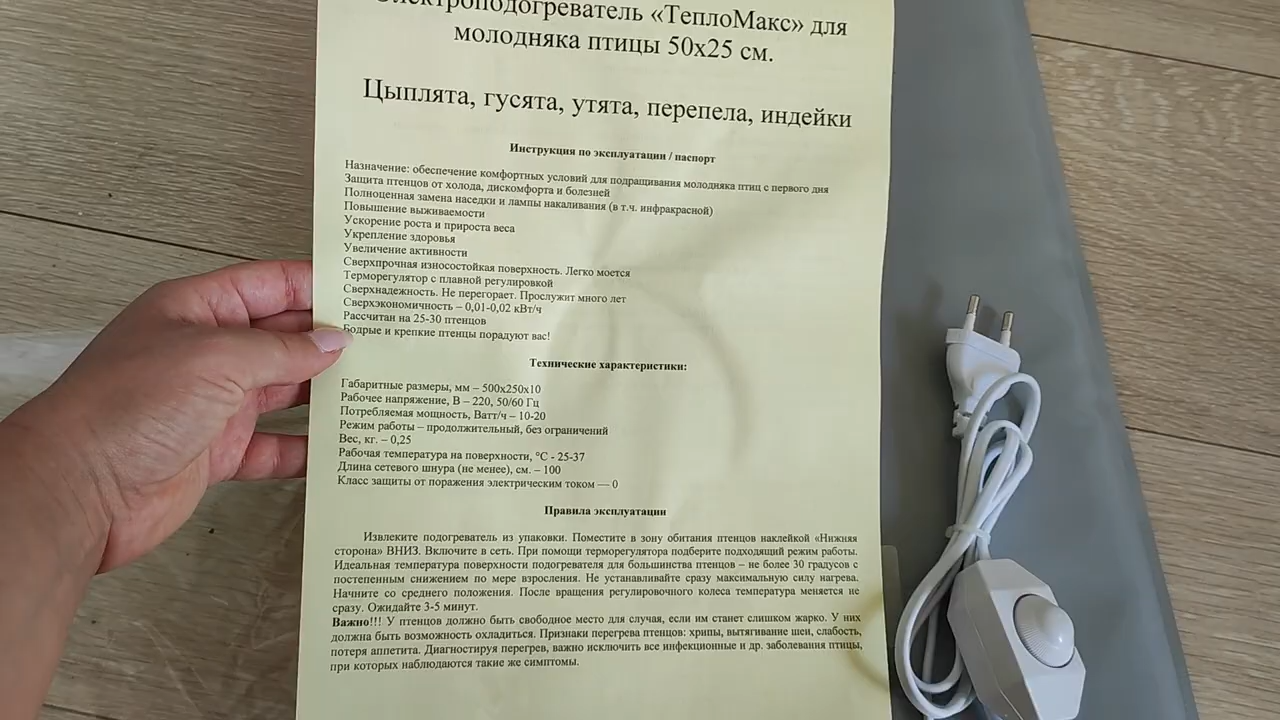 Электроподогреватель «ТеплоМакс» для
молодняка птицы 50х25 см.
Цыплята, гусята, утята, перепела, индейки
Инструкция по эксплуатации / паспорт
Назначение: обеспечение комфортных условий для подращивания молодняка птиц с первого дня
Защита птенцов от холода, дискомфорта и болезней
Полноценная замена наседки и лампы накаливания (в т.ч. инфракрасной)
Повышение выживаемости
Ускорение роста и прироста веса
Укрепление здоровья
Увеличение активности
Сверхпрочная износостойкая поверхность. Легко моется
Терморегулятор с плавной регулировкой
Сверхнадежность. Не перегорает. Прослужит много лет
Сверхэкономичность – 0,01-0,02 кВт/ч
Рассчитан на 25-30 птенцов
Бодрые и крепкие птенцы порадуют вас!
Технические характеристики:
Габаритные размеры, мм – 500х250х10
Рабочее напряжение, В – 220, 50/60 Гц
Потребляемая мощность, Ватт/ч – 10-20
Режим работы – продолжительный, без ограничений
Вес, кг. – 0,25
Рабочая температура на поверхности, °С - 25-37
Длина сетевого шнура (не менее), см. – 100
Класс защиты от поражения электрическим током — 0
Правила эксплуатации
Извлеките подогреватель из упаковки. Поместите в зону обитания птенцов наклейкой «Нижняя
сторона» ВНИЗ. Включите в сеть. При помощи терморегулятора подберите подходящий режим работы.
Идеальная температура поверхности подогревателя для большинства птенцов – не более 30 градусов с
постепенным снижением по мере взросления. Не устанавливайте сразу максимальную силу нагрева.
Начните со среднего положения. После вращения регулировочного колеса температура меняется не
сразу. Ожидайте 3-5 минут.
Важно!!! У птенцов должно быть свободное место для случая, если им станет слишком жарко. У них
должна быть возможность охладиться. Признаки перегрева птенцов: хрипы, вытягивание шеи, слабость,
потеря аппетита. Диагностируя перегрев, важно исключить все инфекционные и др. заболевания птицы,
при которых наблюдаются такие же симптомы.